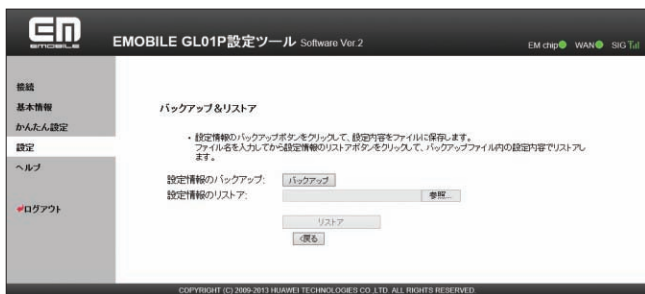 EM
EMOBILE
EMOBILE GL01P設定ツール Software Ver.2
EM chip WAN SIG
接続
基本情報
かんたん設定
設定
ヘルプ
ログアウト
バックアップ&リストア
・設定情報のバックアップボタンをクリックして、設定内容をファイルに保存します。
ファイル名を入力してから設定情報のリストアボタンをクリックして、バックアップファイル内の設定内容でリストアし
ます。
設定情報のバックアップ: バックアップ
設定情報のリストア: 参照...
リストア
<戻る
COPYRIGHT (C) 2009-2013 HUAWEI TECHNOLOGIES CO.,LTD. ALL RIGHTS RESERVED.